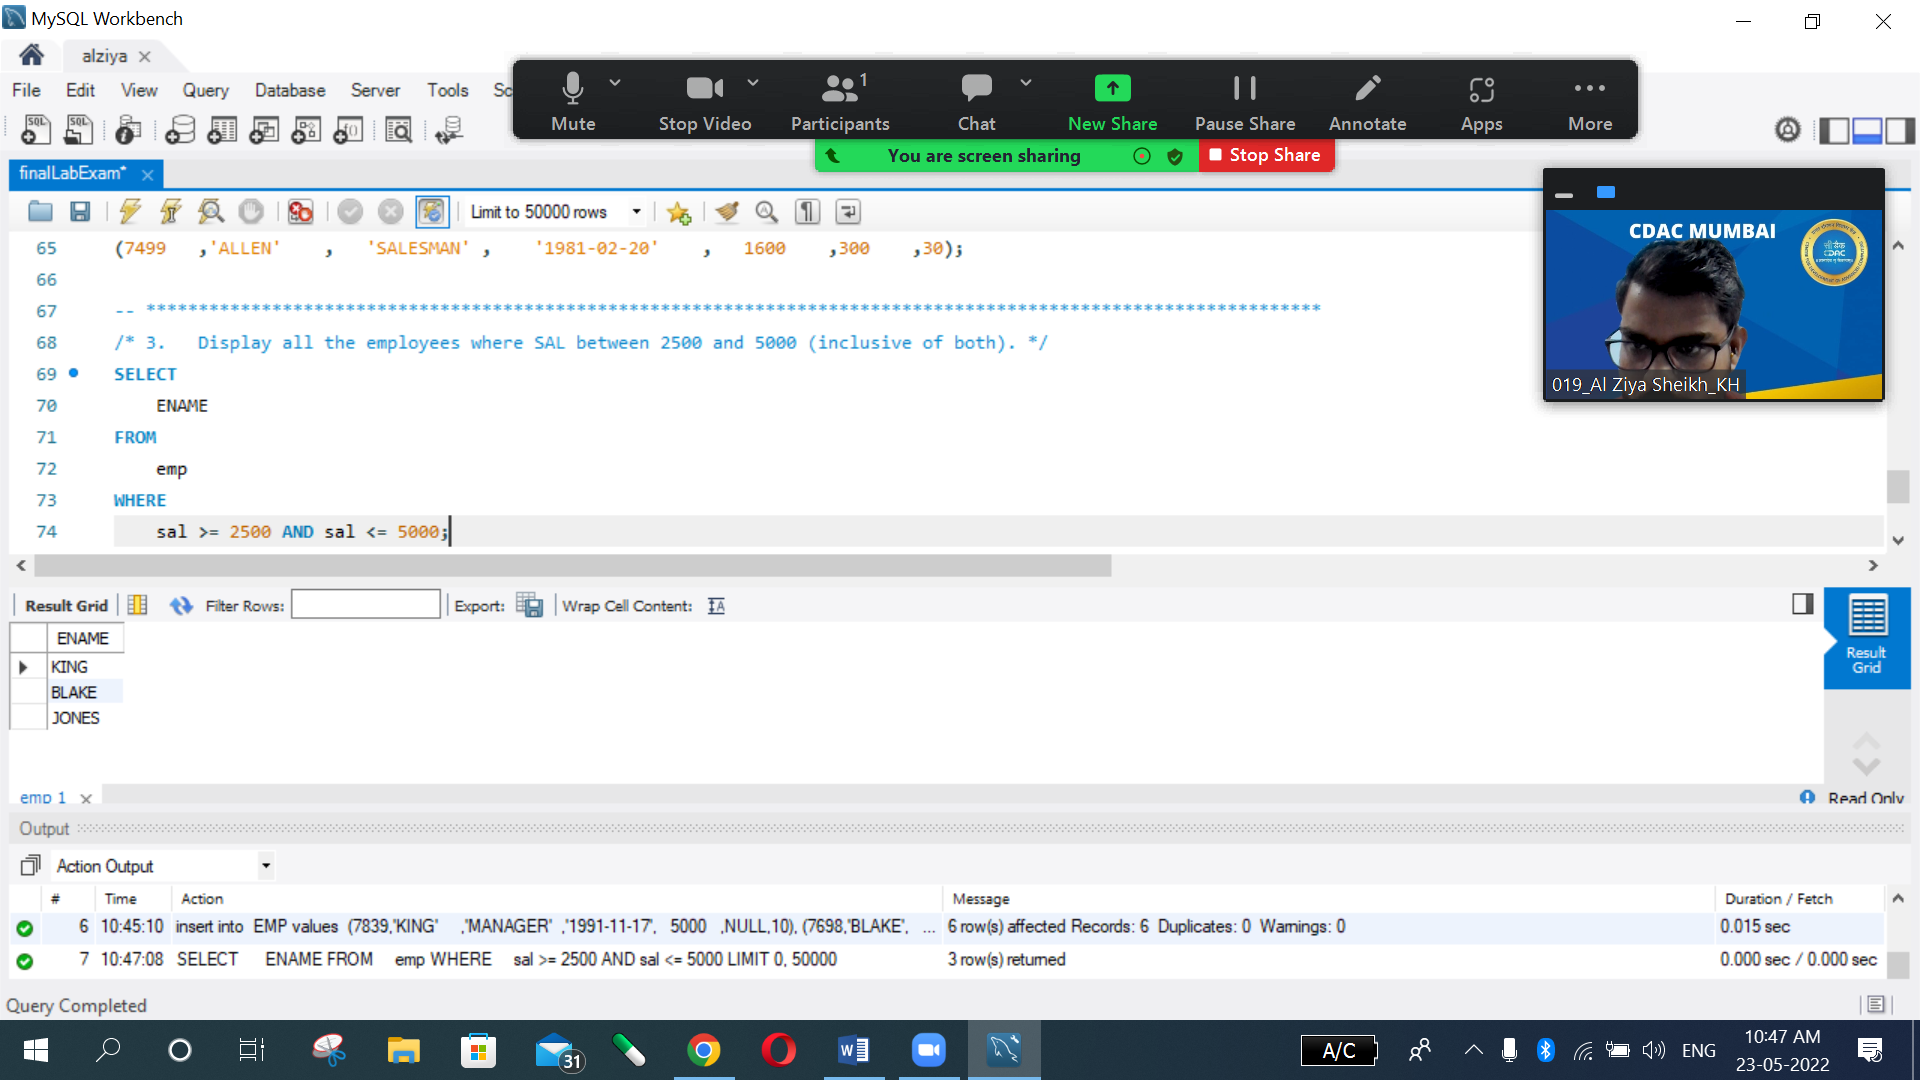 MySQL Workbench
alziya
File Edit View Query Database Server Tools Sc
Mute Stop Video Participants 1 Chat New Share Pause Share Annotate Apps More
You are screen sharing Stop Share
finalLabExam*
Limit to 50000 rows
CDAC MUMBAI
019_Al Ziya Sheikh_KH
65 (7499 ,'ALLEN' , 'SALESMAN' , '1981-02-20' , 1600 ,300 ,30);
66
67 -- ****************************************************************************************************************
68 /* 3. Display all the employees where SAL between 2500 and 5000 (inclusive of both). */
69 SELECT
70 ENAME
71 FROM
72 emp
73 WHERE
74 sal >= 2500 AND sal <= 5000;
Result Grid Filter Rows: Export: Wrap Cell Content:
ENAME
KING
BLAKE
JONES
Result
Grid
emp 1 Read Only
Output
Action Output
# Time Action Message Duration / Fetch
6 10:45:10 insert into EMP values (7839,'KING' ,'MANAGER' ,'1991-11-17', 5000 ,NULL,10), (7698,'BLAKE', ... 6 row(s) affected Records: 6 Duplicates: 0 Warnings: 0 0.015 sec
7 10:47:08 SELECT ENAME FROM emp WHERE sal >= 2500 AND sal <= 5000 LIMIT 0, 50000 3 row(s) returned 0.000 sec / 0.000 sec
Query Completed
31
A/C
ENG
10:47 AM
23-05-2022